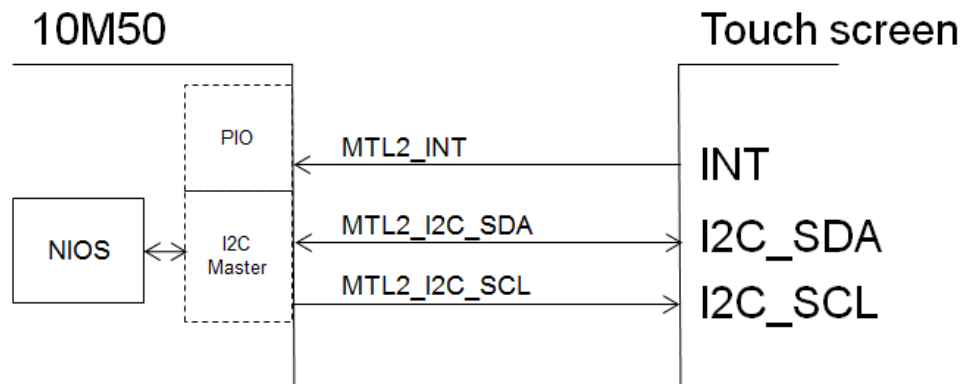 10M50
Touch screen
PIO
MTL2_INT
INT
NIOS
I2C
Master
MTL2_I2C_SDA
I2C_SDA
MTL2_I2C_SCL
I2C_SCL